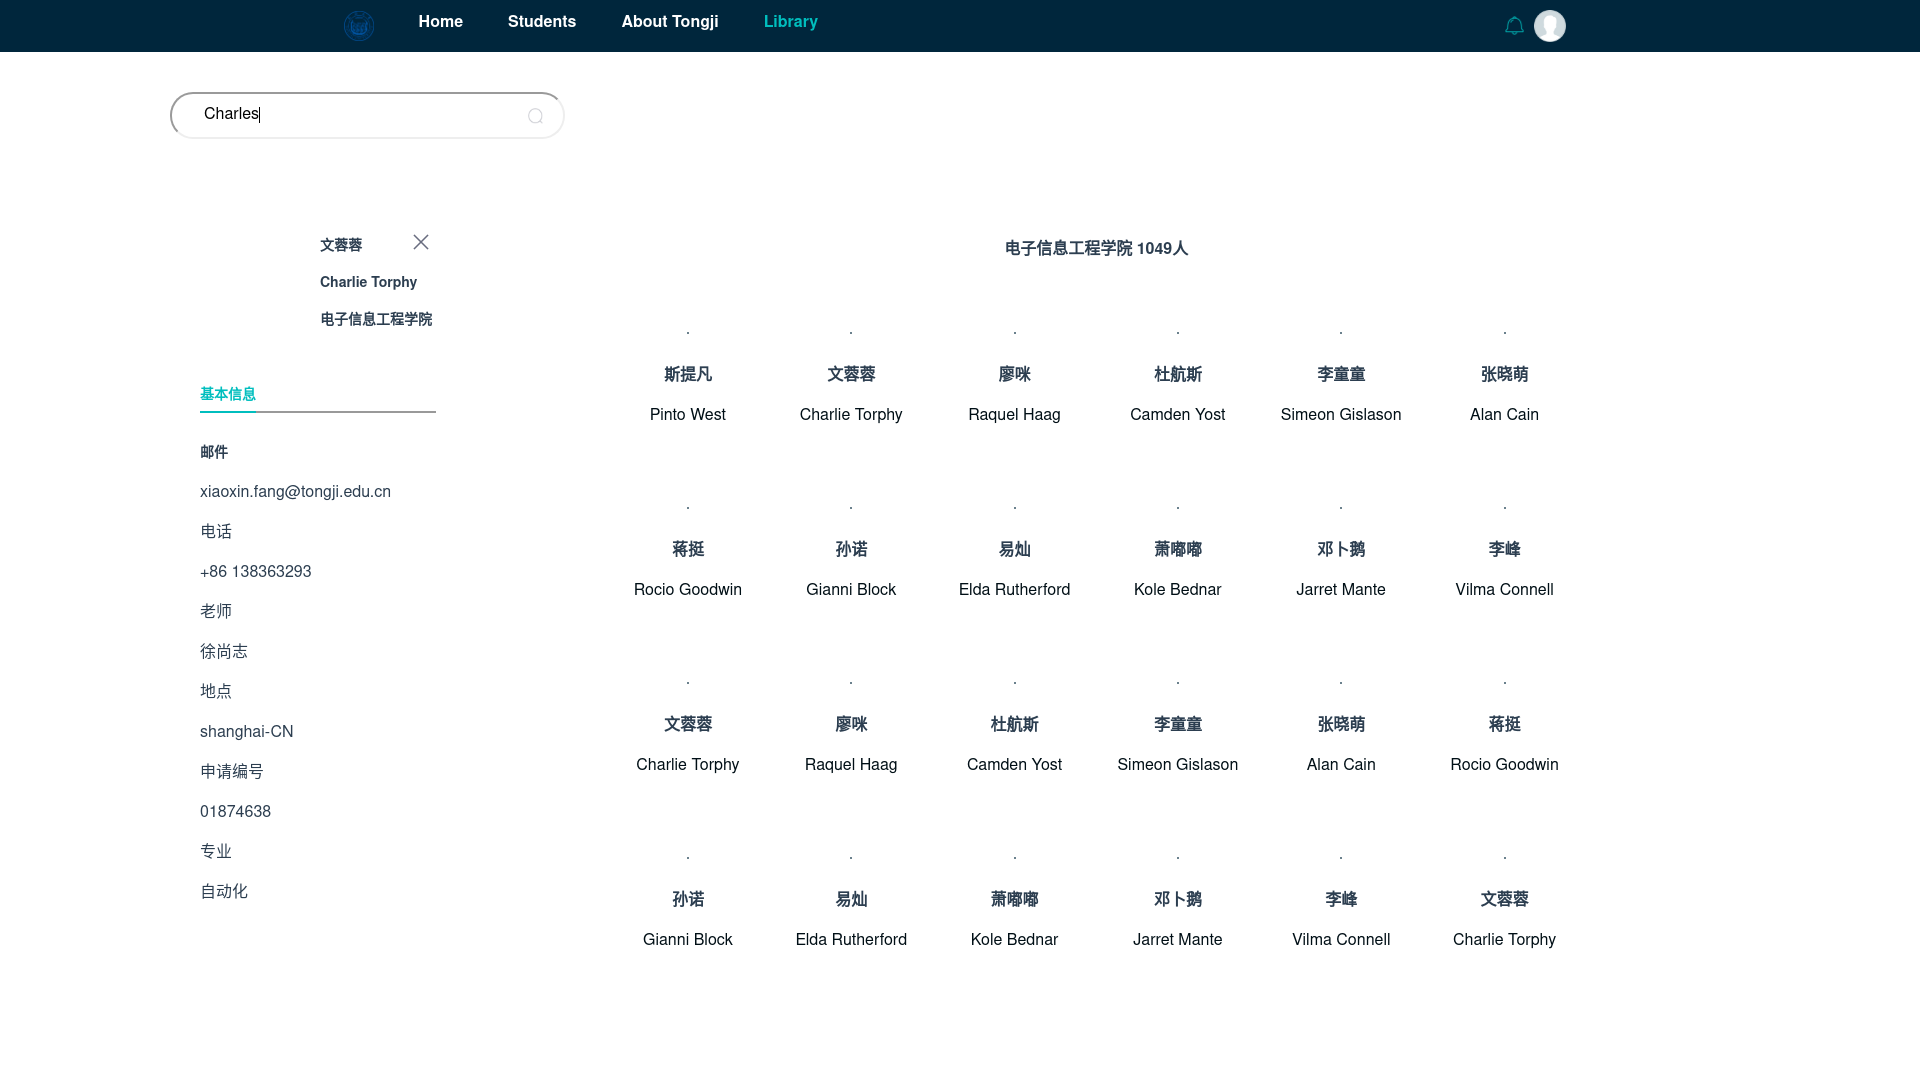 Home
Students
About Tongji
Library
Charles
文蓉蓉
Charlie Torphy
电子信息工程学院
基本信息
邮件
xiaoxin.fang@tongji.edu.cn
电话
+86 138363293
老师
徐尚志
地点
shanghai-CN
申请编号
01874638
专业
自动化
电子信息工程学院 1049人
斯提凡
Pinto West
文蓉蓉
Charlie Torphy
廖咪
Raquel Haag
杜航斯
Camden Yost
李童童
Simeon Gislason
张晓萌
Alan Cain
蒋挺
Rocio Goodwin
孙诺
Gianni Block
易灿
Elda Rutherford
萧嘟嘟
Kole Bednar
邓卜鹅
Jarret Mante
李峰
Vilma Connell
文蓉蓉
Charlie Torphy
廖咪
Raquel Haag
杜航斯
Camden Yost
李童童
Simeon Gislason
张晓萌
Alan Cain
蒋挺
Rocio Goodwin
孙诺
Gianni Block
易灿
Elda Rutherford
萧嘟嘟
Kole Bednar
邓卜鹅
Jarret Mante
李峰
Vilma Connell
文蓉蓉
Charlie Torphy